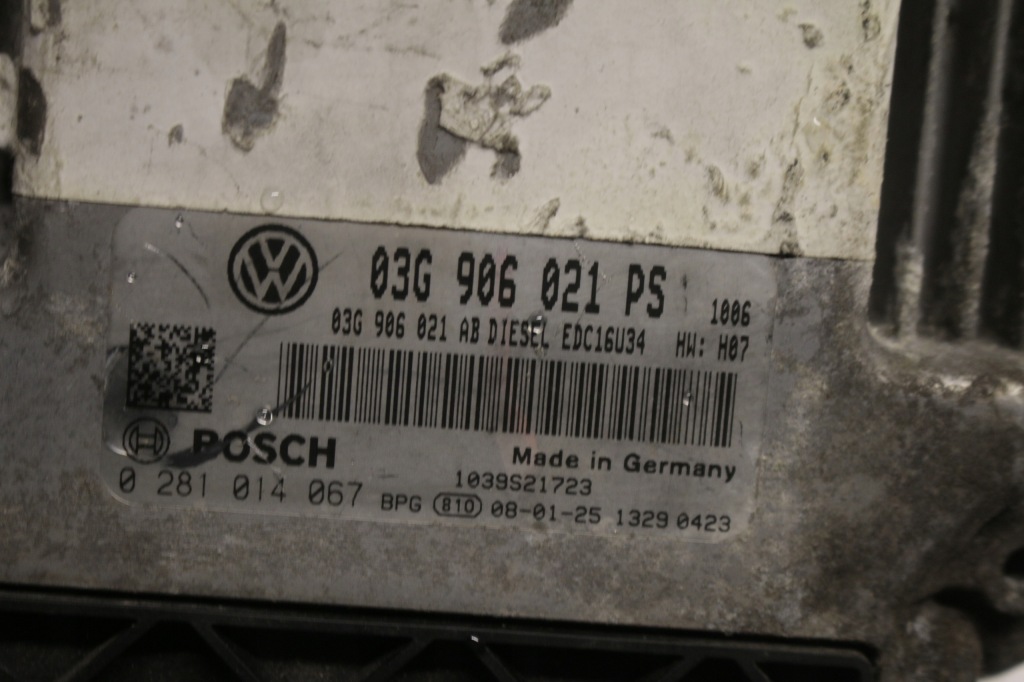 03G 906 021 PS 1006
03G 906 021 AB DIESEL EDC16U34 HW: H07
BOSCH
Made in Germany
1039S21723
0 281 014 067 BPG 810 08-01-25 1329 0423